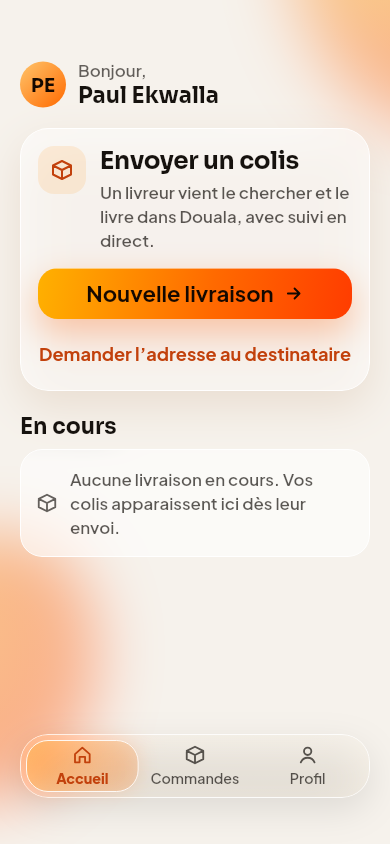 PE
Bonjour,
Paul Ekwalla
Envoyer un colis
Un livreur vient le chercher et le
livre dans Douala, avec suivi en
direct.
Nouvelle livraison →
Demander l’adresse au destinataire
En cours
Aucune livraison en cours. Vos
colis apparaissent ici dès leur
envoi.
Accueil
Commandes
Profil